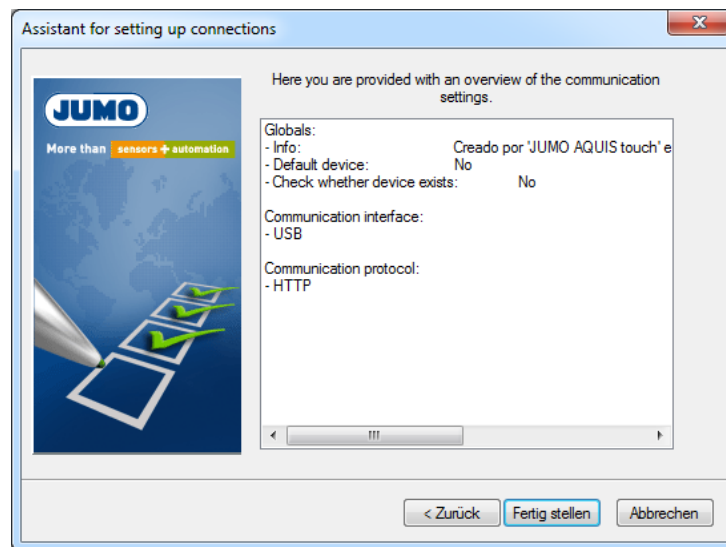 Assistant for setting up connections
JUMO
More than sensors + automation
Here you are provided with an overview of the communication
settings.
Globals:
- Info: Creado por 'JUMO AQUIS touch' e
- Default device: No
- Check whether device exists: No
Communication interface:
- USB
Communication protocol:
- HTTP
< Zurück Fertig stellen Abbrechen